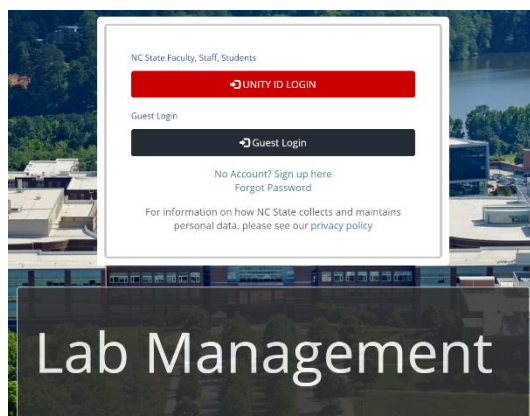 NC State Faculty, Staff, Students
UNITY ID LOGIN
Guest Login
Guest Login
No Account? Sign up here
Forgot Password
For information on how NC State collects and maintains
personal data, please see our privacy policy
Lab Management